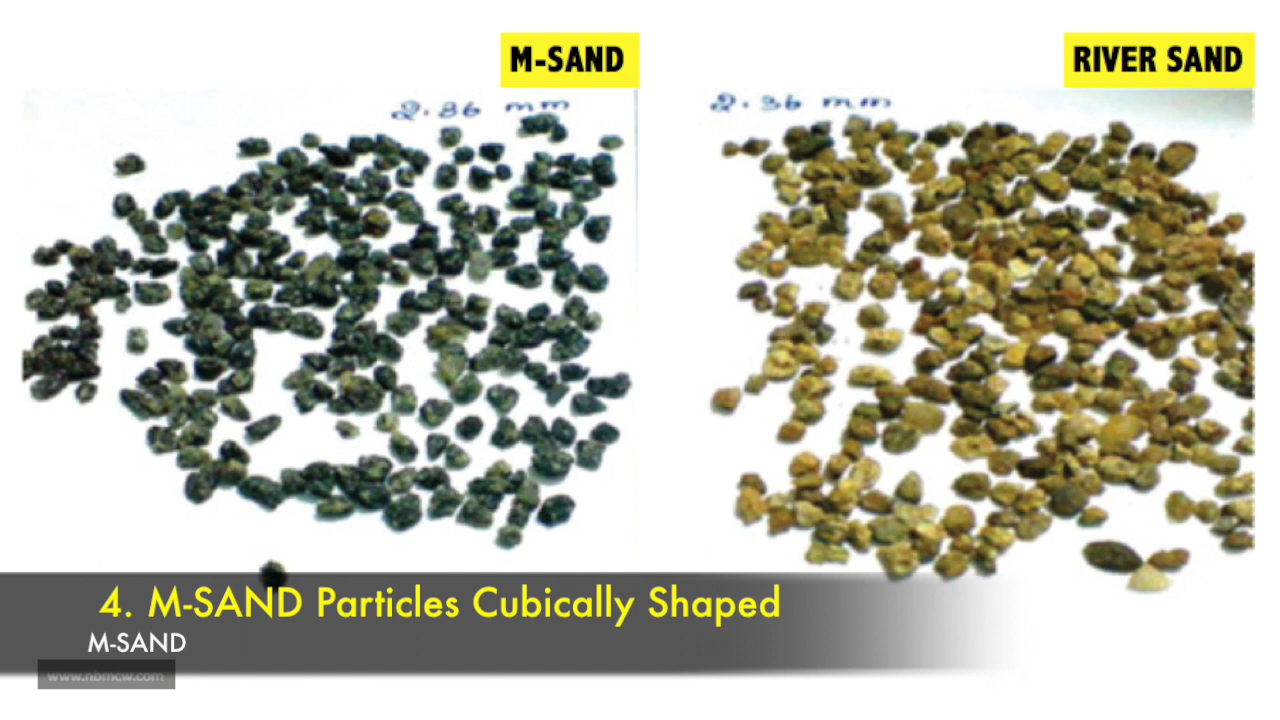 M-SAND
RIVER SAND
2.36 mm
2.36 mm
4. M-SAND Particles Cubically Shaped
M-SAND
www.nbmcw.com